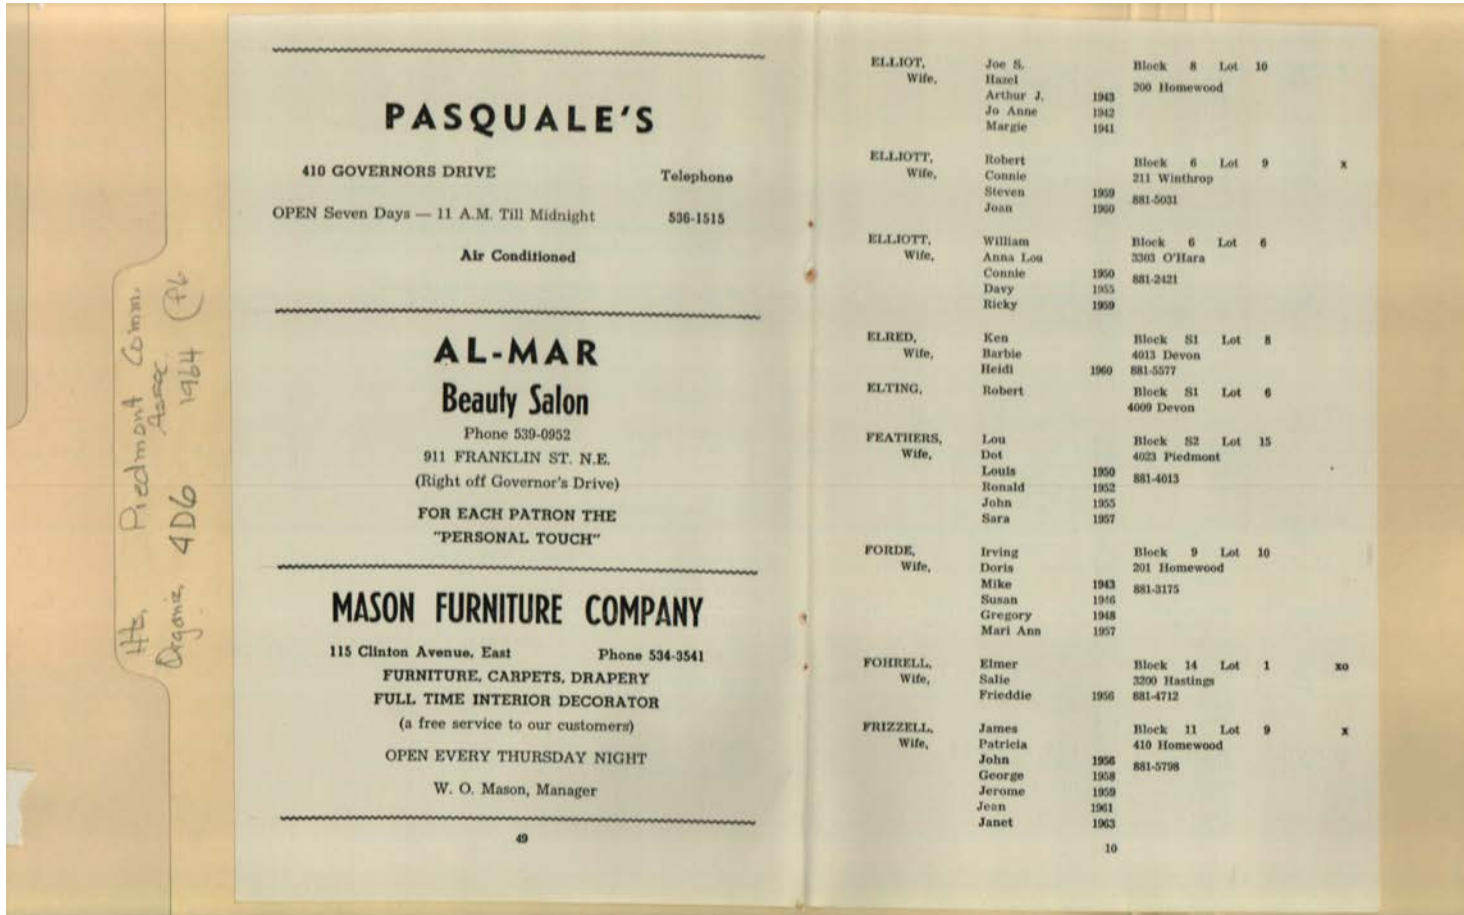 Hts. Piedmont Comm.
Assoc.
Organiz. 4D6 1964 (f6
PASQUALE'S
410 GOVERNORS DRIVE Telephone
OPEN Seven Days — 11 A.M. Till Midnight 536-1515
Air Conditioned
AL-MAR
Beauty Salon
Phone 539-0952
911 FRANKLIN ST. N.E.
(Right off Governor's Drive)
FOR EACH PATRON THE
"PERSONAL TOUCH"
MASON FURNITURE COMPANY
115 Clinton Avenue, East Phone 534-3541
FURNITURE, CARPETS, DRAPERY
FULL TIME INTERIOR DECORATOR
(a free service to our customers)
OPEN EVERY THURSDAY NIGHT
W. O. Mason, Manager
49
ELLIOT, Joe S. Block 8 Lot 10
Wife, Hazel 200 Homewood
Arthur J. 1943
Jo Anne 1942
Margie 1941
ELLIOTT, Robert Block 6 Lot 9 x
Wife, Connie 211 Winthrop
Steven 1959 881-5031
Joan 1960
ELLIOTT, William Block 6 Lot 6
Wife, Anna Lou 3303 O'Hara
Connie 1950 881-2421
Davy 1955
Ricky 1959
ELRED, Ken Block S1 Lot 8
Wife, Barbie 4013 Devon
Heidi 1960 881-5577
ELTING, Robert Block S1 Lot 6
4009 Devon
FEATHERS, Lou Block S2 Lot 15
Wife, Dot 4023 Piedmont
Louis 1950 881-4013
Ronald 1952
John 1955
Sara 1957
FORDE, Irving Block 9 Lot 10
Wife, Doris 201 Homewood
Mike 1943 881-3175
Susan 1946
Gregory 1948
Mari Ann 1957
FOHRELL, Elmer Block 14 Lot 1 xo
Wife, Salie 3200 Hastings
Frieddie 1956 881-4712
FRIZZELL, James Block 11 Lot 9 x
Wife, Patricia 410 Homewood
John 1956 881-5798
George 1958
Jerome 1959
Jean 1961
Janet 1963
10